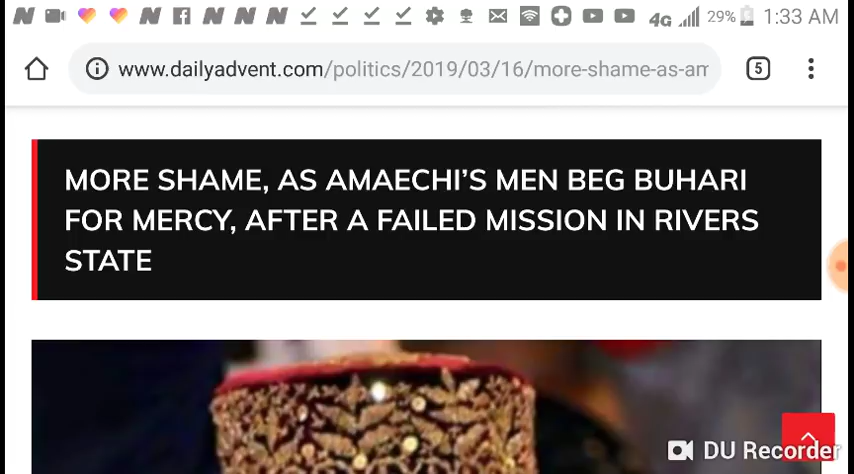 29% 1:33 AM
4G
www.dailyadvent.com/politics/2019/03/16/more-shame-as-am
5
MORE SHAME, AS AMAECHI'S MEN BEG BUHARI
FOR MERCY, AFTER A FAILED MISSION IN RIVERS
STATE
DU Recorder